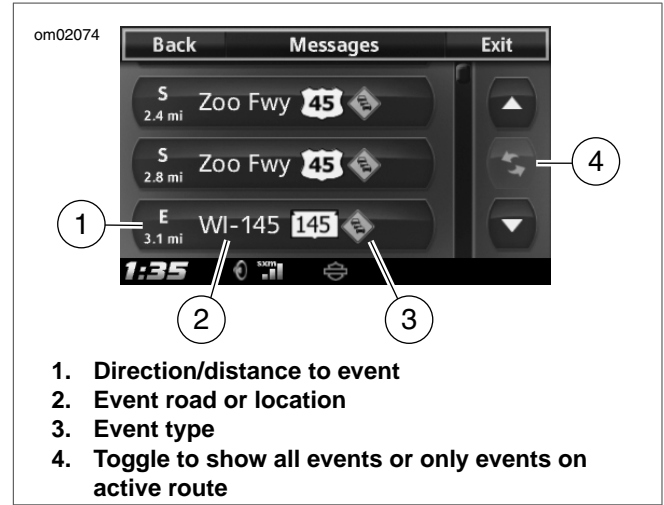 om02074
Back Messages Exit
S
2.4 mi Zoo Fwy 45
S
2.8 mi Zoo Fwy 45
4
1
E
3.1 mi WI-145 145
1:35 sxm
2 3
1. Direction/distance to event
2. Event road or location
3. Event type
4. Toggle to show all events or only events on
active route